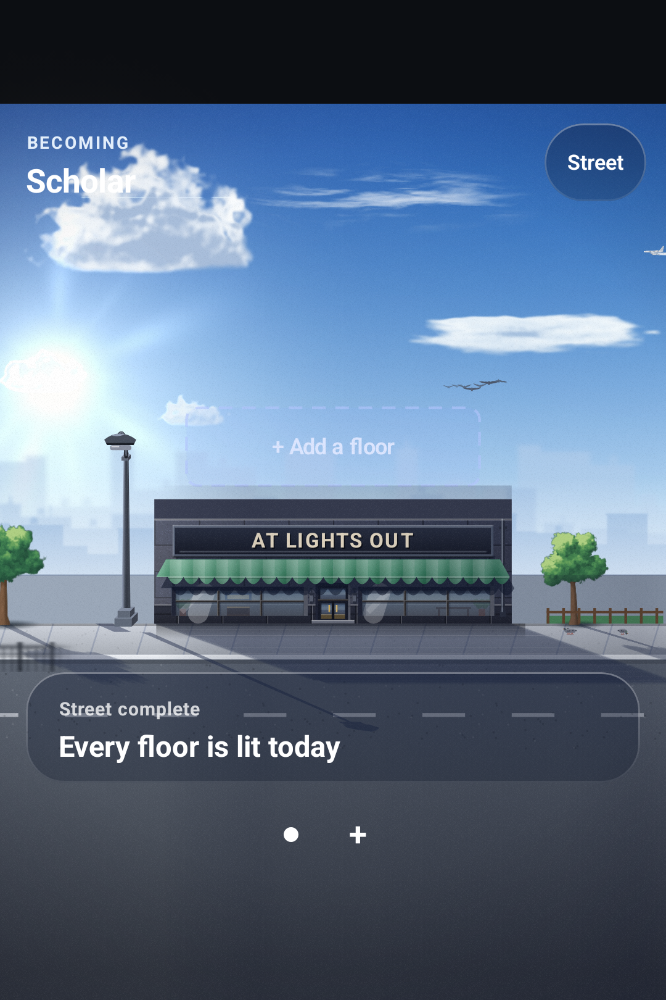 BECOMING
Scholar
Street
+ Add a floor
AT LIGHTS OUT
Street complete
Every floor is lit today
+